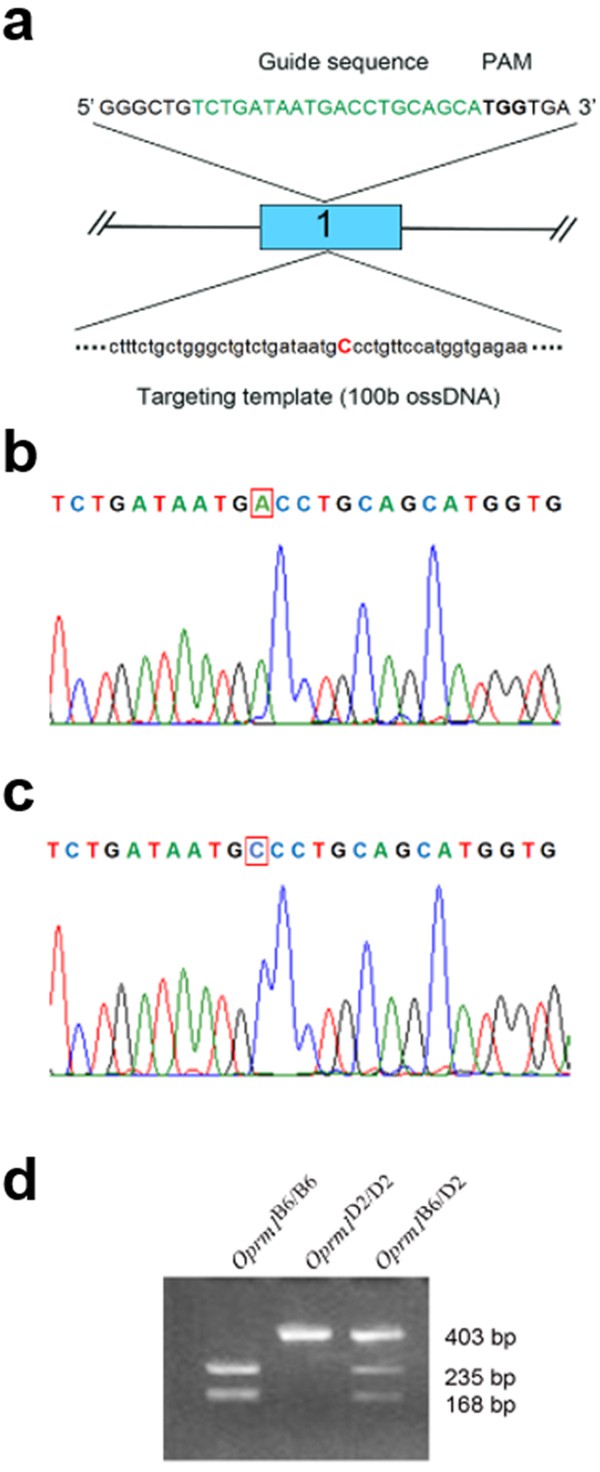 a
Guide sequence PAM
5' GGGCTGTCTGATAATGACCTGCAGCATGGTGA 3'
1
....ctttctgctgggctgtctgataatgCccctgttccatggtgagaa....
Targeting template (100b ossDNA)
b
TCTGATAATGACCTGCAGCATGGTG
c
TCTGATAATGCCCTGCAGCATGGTG
d
Oprm1B6/B6 Oprm1D2/D2 Oprm1B6/D2
403 bp
235 bp
168 bp